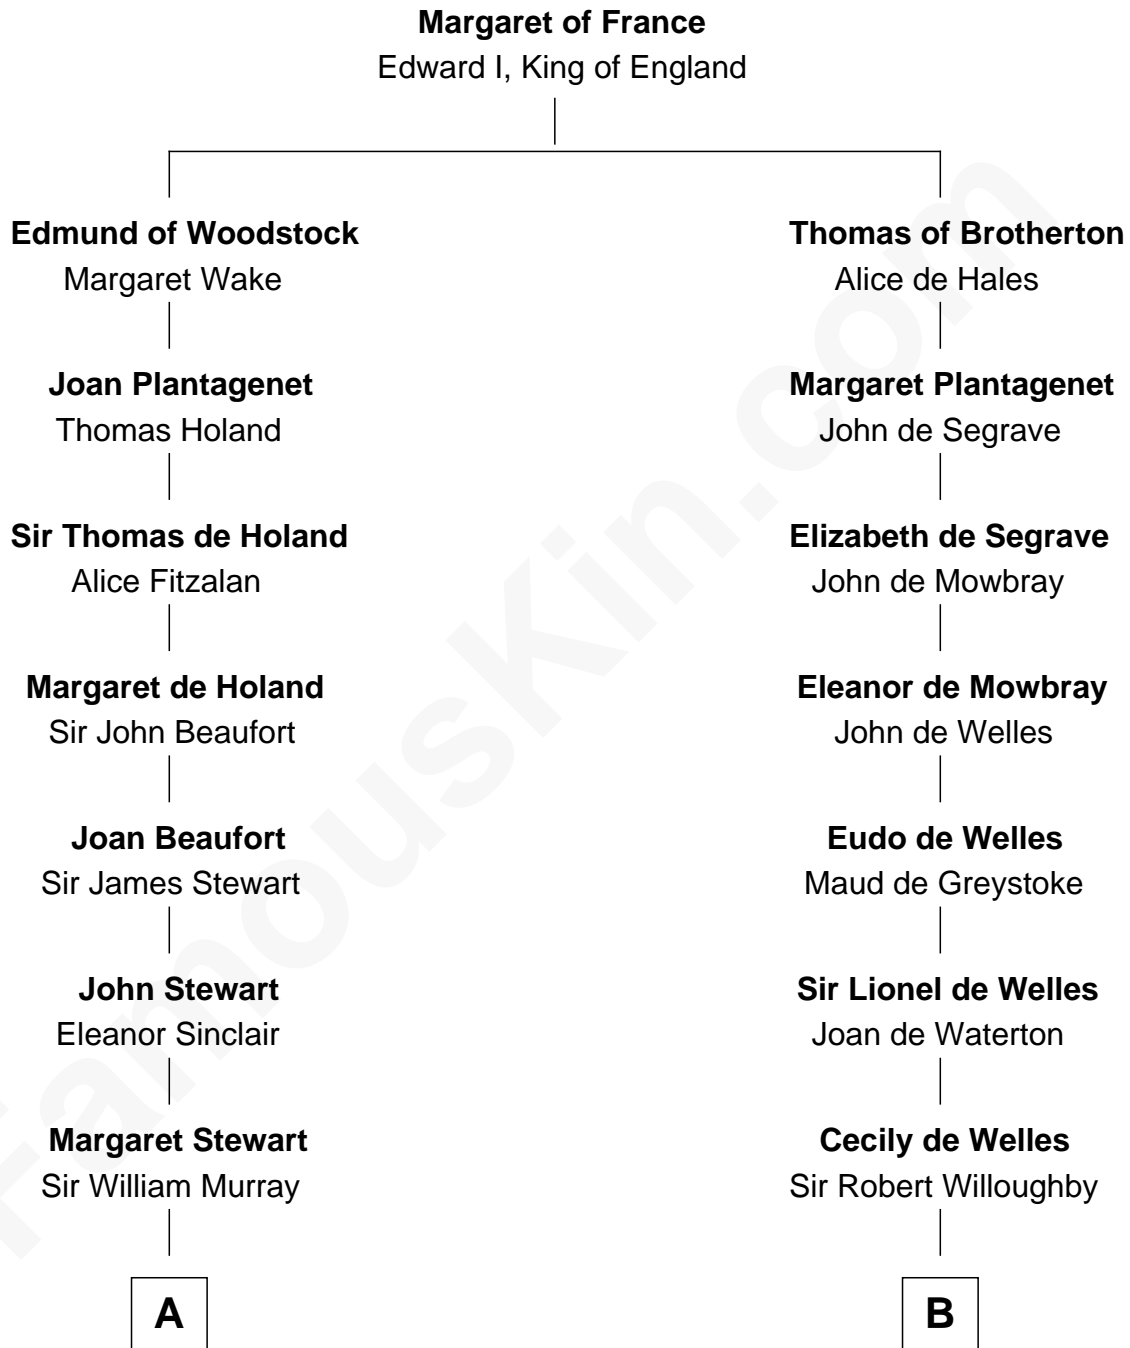 Margaret of France
Edward I, King of England
Edmund of Woodstock
Margaret Wake
Thomas of Brotherton
Alice de Hales
Joan Plantagenet
Thomas Holand
Margaret Plantagenet
John de Segrave
Sir Thomas de Holand
Alice Fitzalan
Elizabeth de Segrave
John de Mowbray
Margaret de Holand
Sir John Beaufort
Eleanor de Mowbray
John de Welles
Joan Beaufort
Sir James Stewart
Eudo de Welles
Maud de Greystoke
John Stewart
Eleanor Sinclair
Sir Lionel de Welles
Joan de Waterton
Margaret Stewart
Sir William Murray
Cecily de Welles
Sir Robert Willoughby
A
B
FamousKin.com